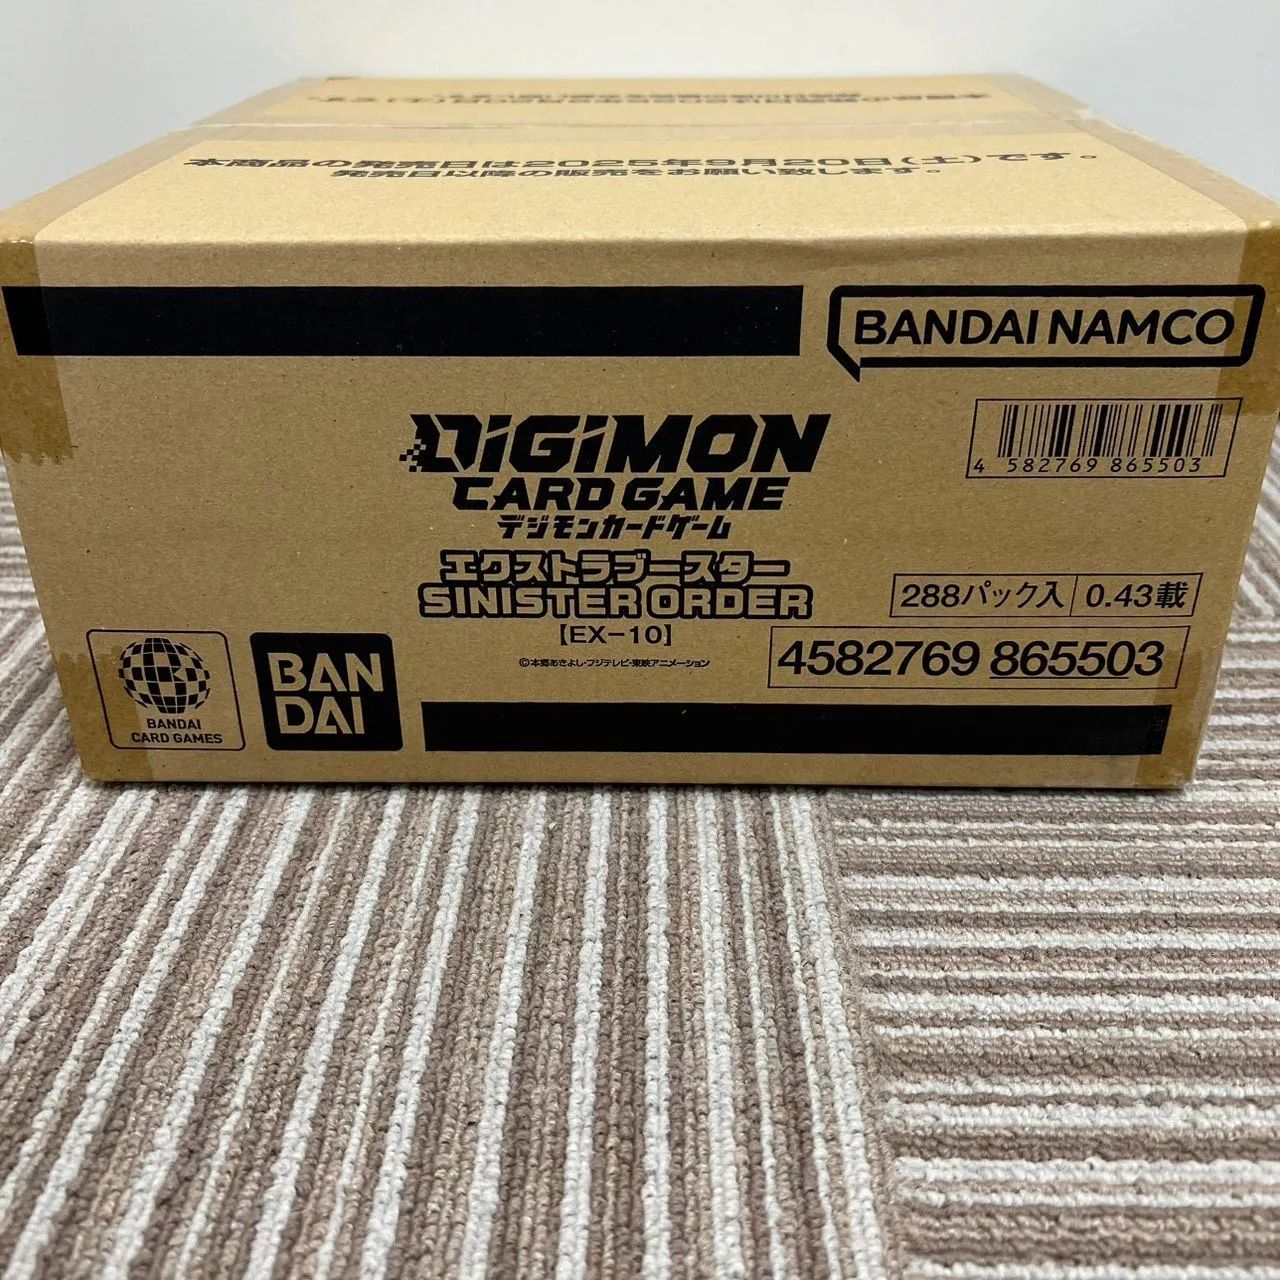 本商品の発売日は2025年9月20日(土)です。
発売日以降の販売をお願い致します。
BANDAI NAMCO
4 582769 865503
DIGIMON
CARD GAME
デジモンカードゲーム
エクストラブースター
SINISTER ORDER
【EX-10】
©本郷あきよし・フジテレビ・東映アニメーション
288パック入 0.43載
4582769 865503
BANDAI
CARD GAMES
BAN
DAI